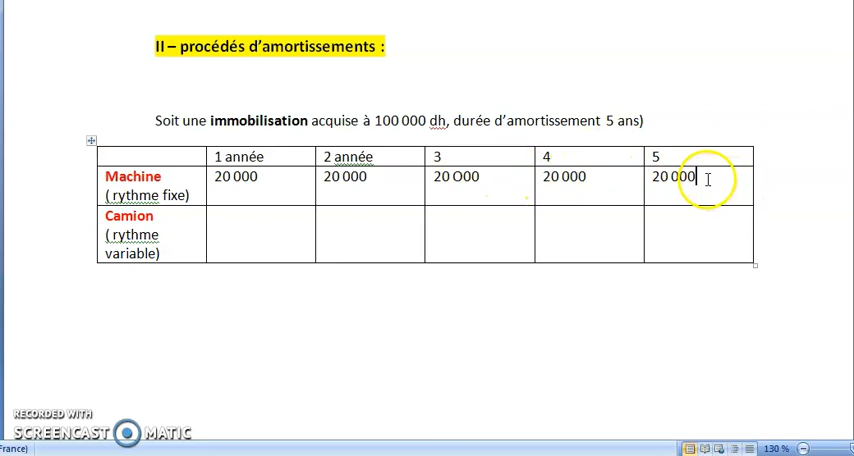 II – procédés d'amortissements :
Soit une immobilisation acquise à 100 000 dh, durée d'amortissement 5 ans)
1 année 2 année 3 4 5
Machine 20 000 20 000 20 O00 20 000 20 000
( rythme fixe)
Camion
( rythme
variable)
RECORDED WITH
SCREENCAST MATIC
France) 130 %